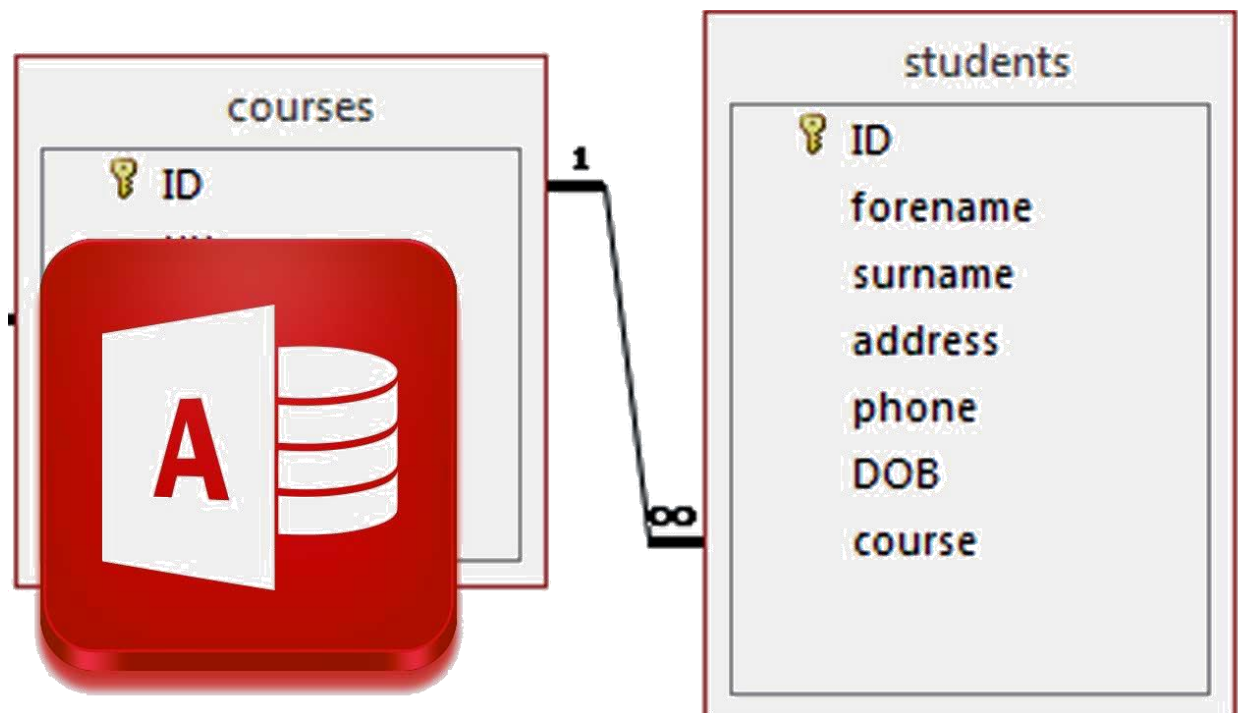 courses
ID
A
1
∞
students
ID
forename
surname
address
phone
DOB
course